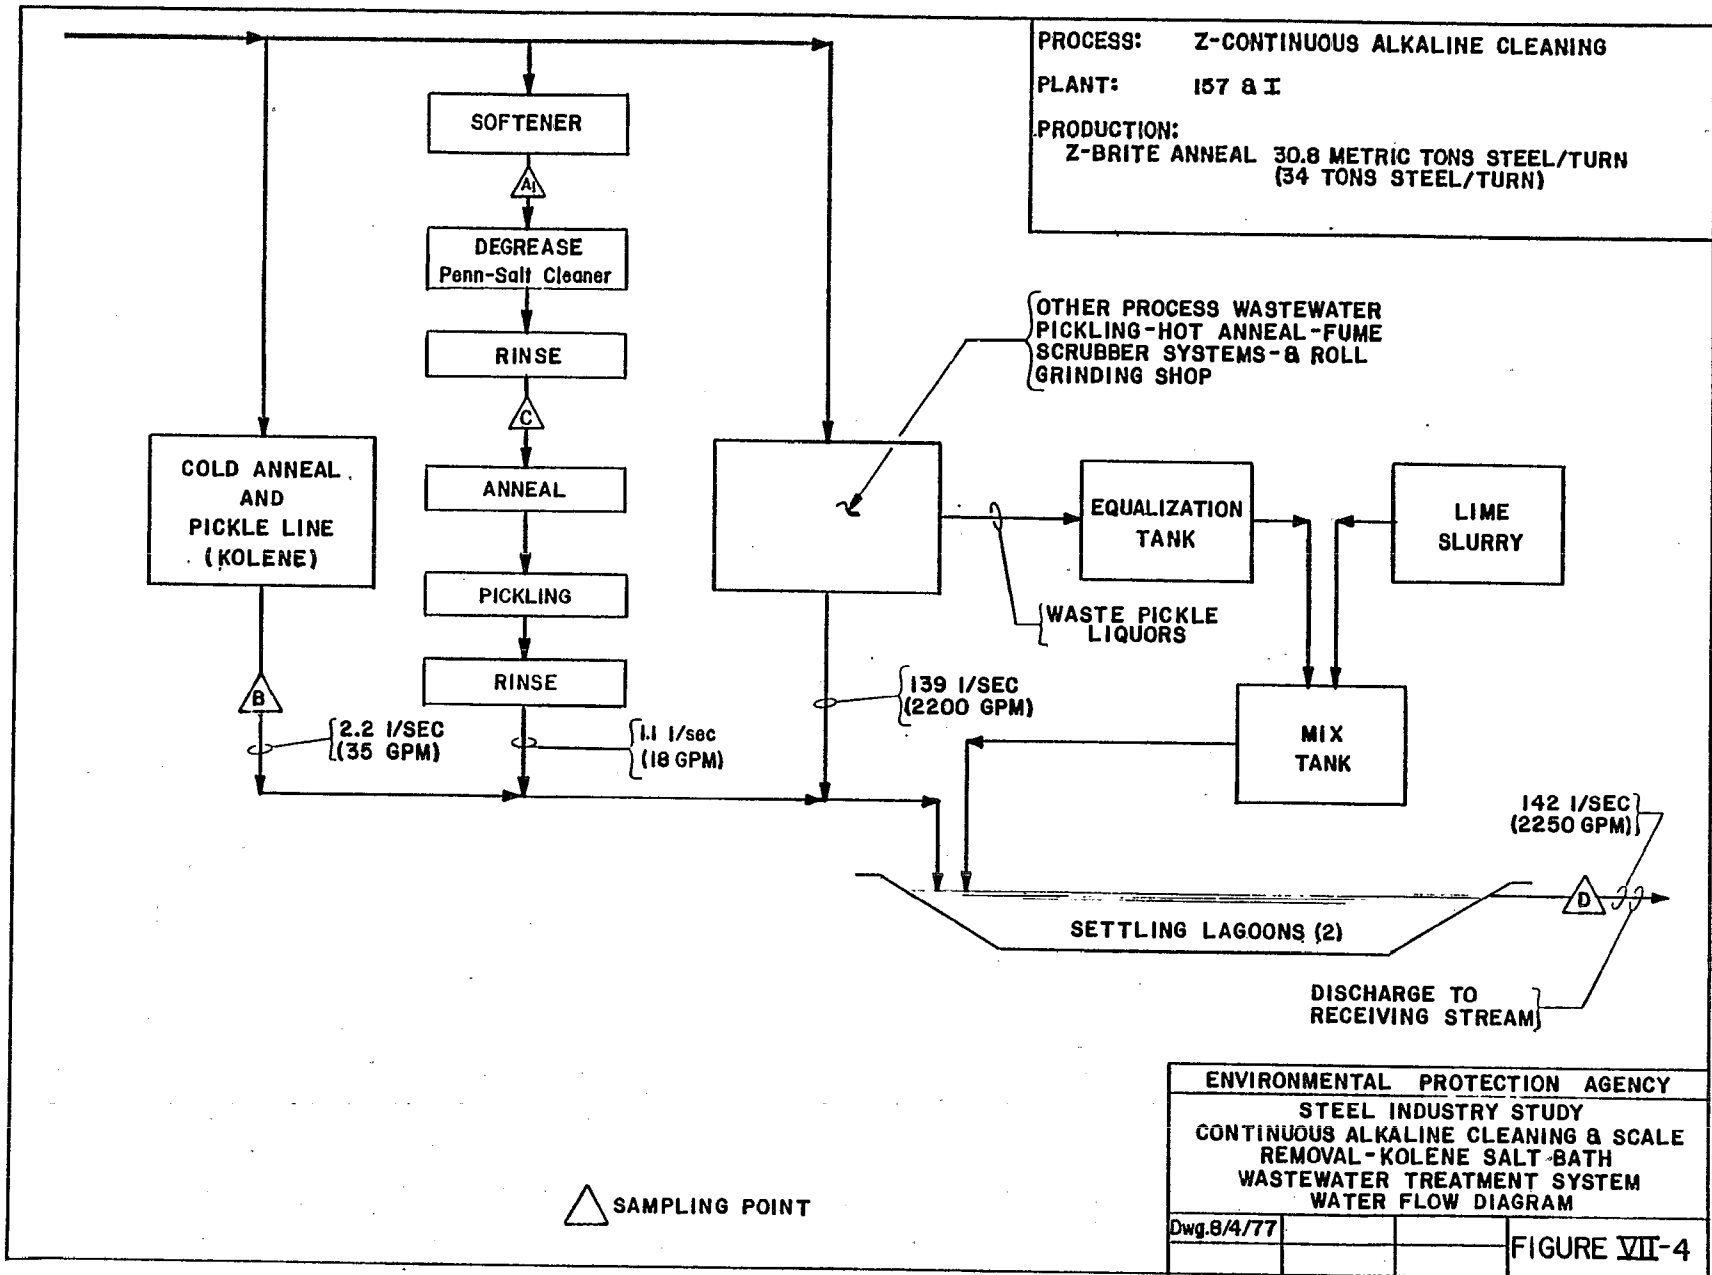 PROCESS: Z-CONTINUOUS ALKALINE CLEANING
PLANT: 157 & I
PRODUCTION:
Z-BRITE ANNEAL 30.8 METRIC TONS STEEL/TURN
(34 TONS STEEL/TURN)
SOFTENER
A1
DEGREASE
Penn-Salt Cleaner
RINSE
C
ANNEAL
PICKLING
RINSE
COLD ANNEAL
AND
PICKLE LINE
(KOLENE)
B
2.2 l/SEC
(35 GPM)
1.1 l/sec
(18 GPM)
OTHER PROCESS WASTEWATER
PICKLING-HOT ANNEAL-FUME
SCRUBBER SYSTEMS-& ROLL
GRINDING SHOP
139 l/SEC
(2200 GPM)
WASTE PICKLE
LIQUORS
EQUALIZATION
TANK
LIME
SLURRY
MIX
TANK
142 l/SEC
(2250 GPM)
D
SETTLING LAGOONS (2)
DISCHARGE TO
RECEIVING STREAM
SAMPLING POINT
ENVIRONMENTAL PROTECTION AGENCY
STEEL INDUSTRY STUDY
CONTINUOUS ALKALINE CLEANING & SCALE
REMOVAL-KOLENE SALT BATH
WASTEWATER TREATMENT SYSTEM
WATER FLOW DIAGRAM
Dwg.8/4/77
FIGURE VII-4